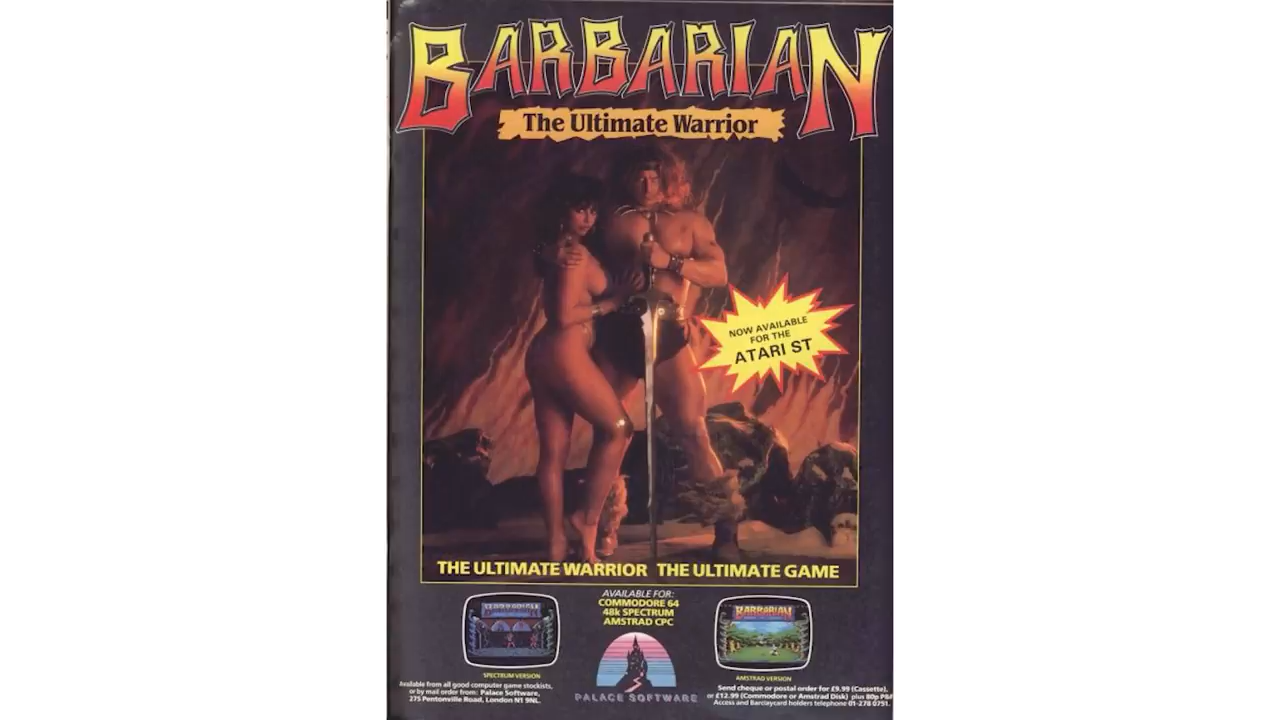 BARBARIAN
The Ultimate Warrior
NOW AVAILABLE
FOR THE
ATARI ST
THE ULTIMATE WARRIOR THE ULTIMATE GAME
AVAILABLE FOR:
COMMODORE 64
48k SPECTRUM
AMSTRAD CPC
BARBARIAN
BARBARIAN
SPECTRUM VERSION
Available from all good computer game stockists,
or by mail order from: Palace Software,
275 Pentonville Road, London N1 9NL.
PALACE SOFTWARE
AMSTRAD VERSION
Send cheque or postal order for £9.99 (Cassette),
or £12.99 (Commodore or Amstrad Disk) plus 80p P&
Access and Barclaycard holders telephone 01-278 0751.